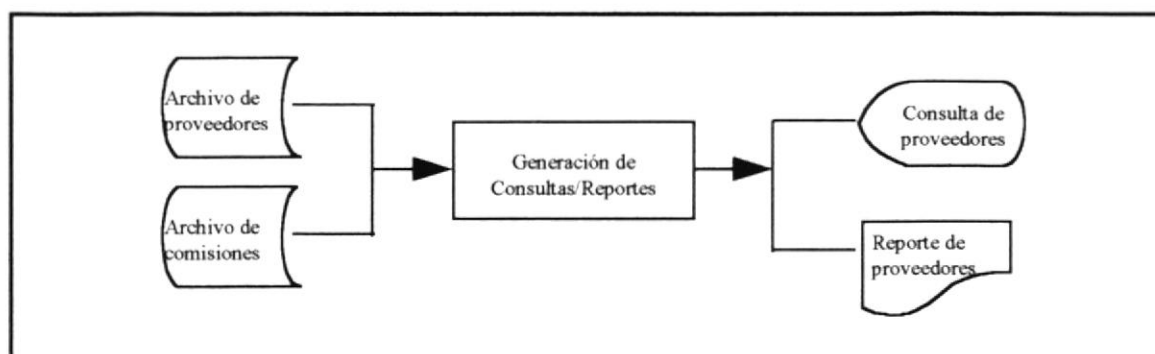 Archivo de
proveedores
Archivo de
comisiones
Generación de
Consultas/Reportes
Consulta de
proveedores
Reporte de
proveedores